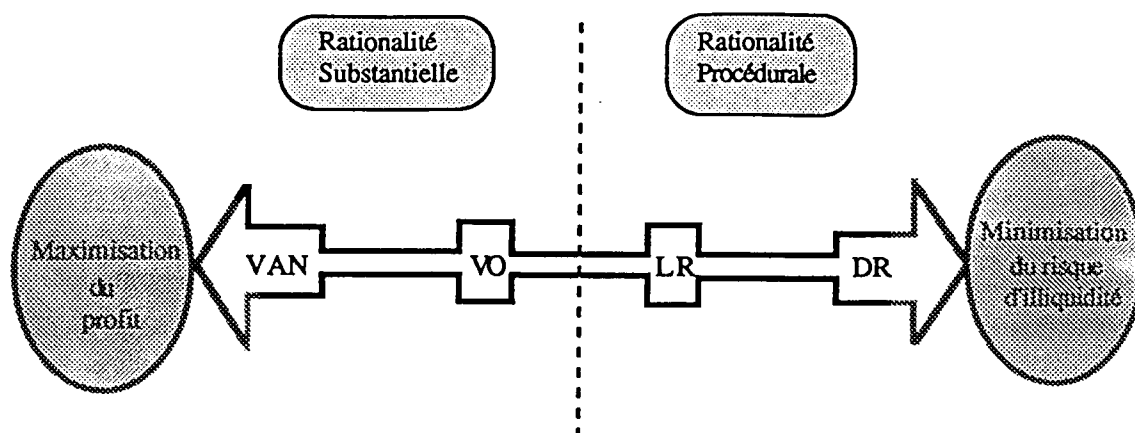 Rationalité
Substantielle
Rationalité
Procédurale
Maximisation
du
profit
VAN
VO
LR
DR
Minimisation
du risque
d'illiquidité